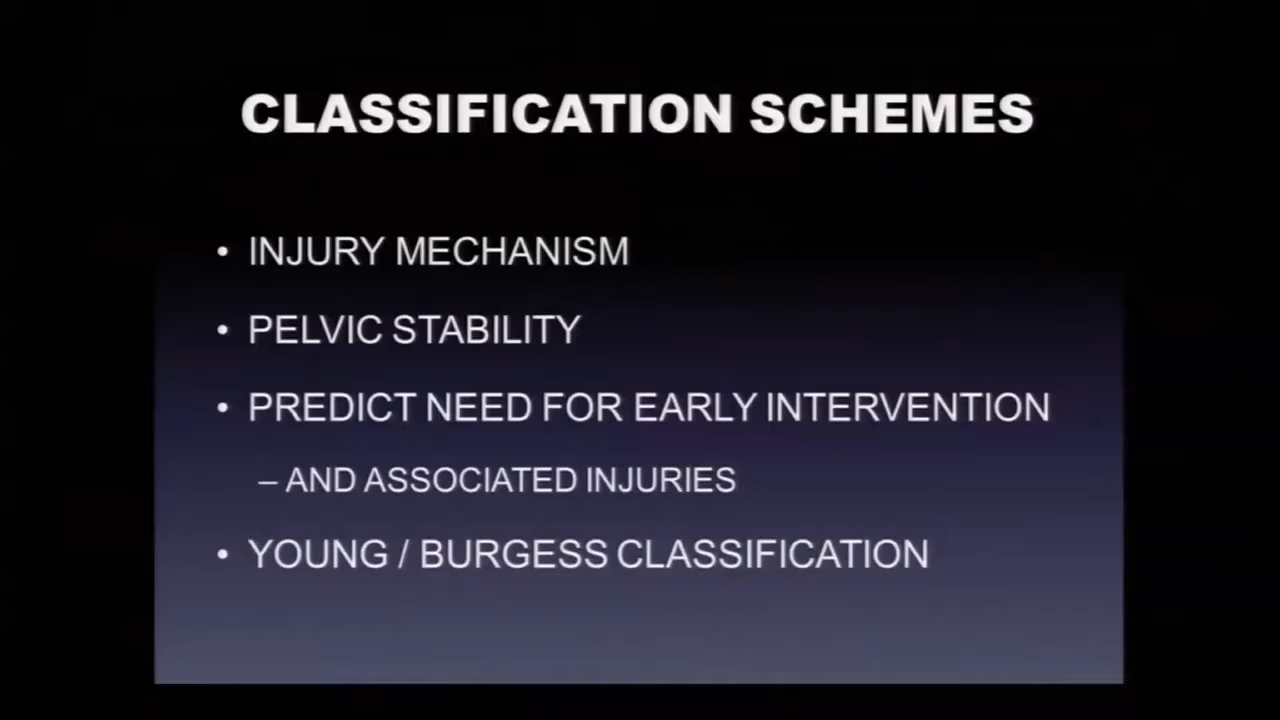 CLASSIFICATION SCHEMES
• INJURY MECHANISM
• PELVIC STABILITY
• PREDICT NEED FOR EARLY INTERVENTION
– AND ASSOCIATED INJURIES
• YOUNG / BURGESS CLASSIFICATION